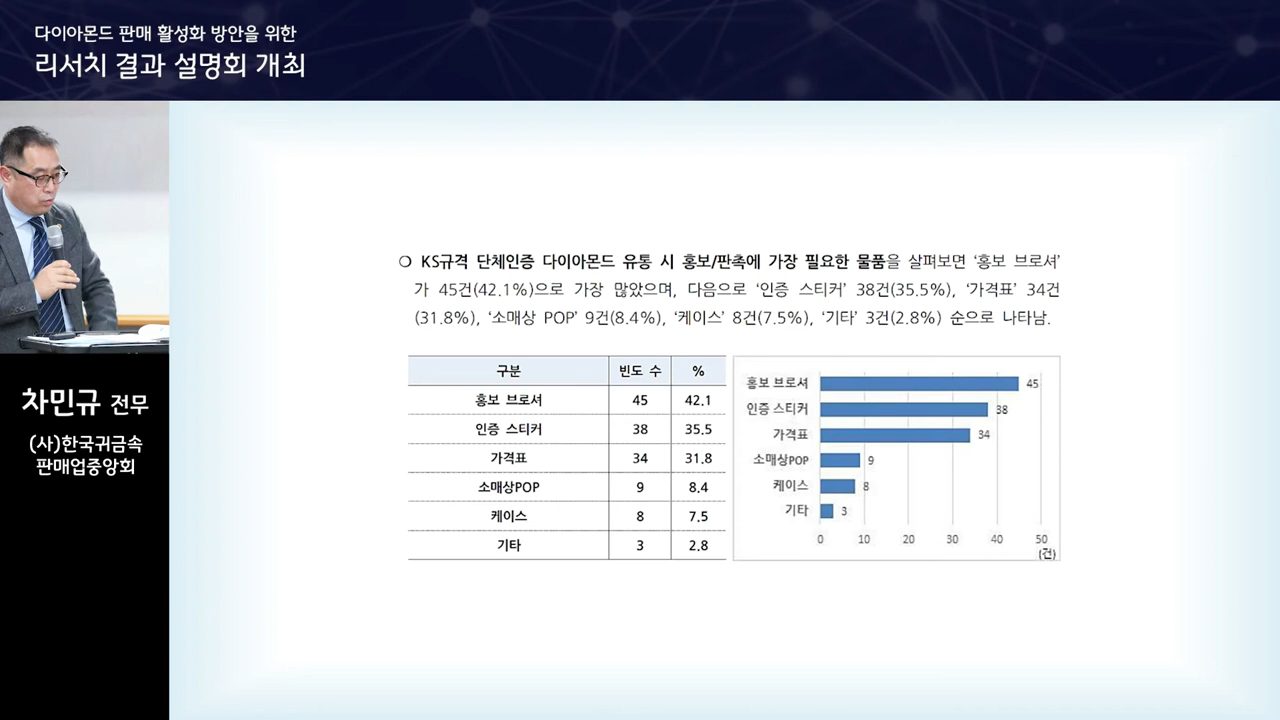 다이아몬드 판매 활성화 방안을 위한
리서치 결과 설명회 개최
차민규 전무
(사)한국귀금속
판매업중앙회
❍ KS규격 단체인증 다이아몬드 유통 시 홍보/판촉에 가장 필요한 물품을 살펴보면 ‘홍보 브로셔’
가 45건(42.1%)으로 가장 많았으며, 다음으로 ‘인증 스티커’ 38건(35.5%), ‘가격표’ 34건
(31.8%), ‘소매상 POP’ 9건(8.4%), ‘케이스’ 8건(7.5%), ‘기타’ 3건(2.8%) 순으로 나타남.
구분 빈도 수 %
홍보 브로셔 45 42.1
인증 스티커 38 35.5
가격표 34 31.8
소매상POP 9 8.4
케이스 8 7.5
기타 3 2.8
홍보 브로셔 45
인증 스티커 38
가격표 34
소매상POP 9
케이스 8
기타 3
0 10 20 30 40 50
(건)